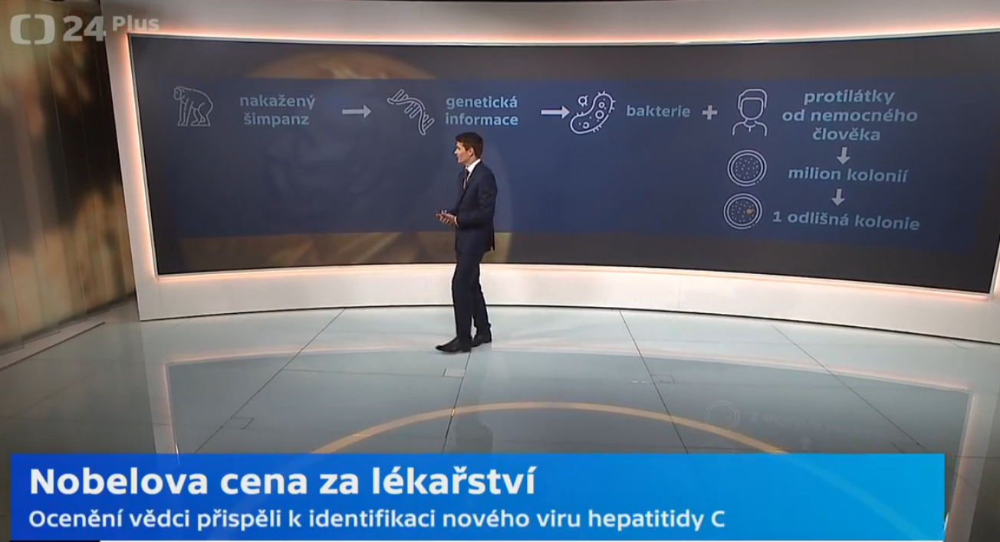 24 Plus
nakažený
šimpanz
genetická
informace
bakterie +
protilátky
od nemocného
člověka
milion kolonií
1 odlišná kolonie
Nobelova cena za lékařství
Ocenění vědci přispěli k identifikaci nového viru hepatitidy C